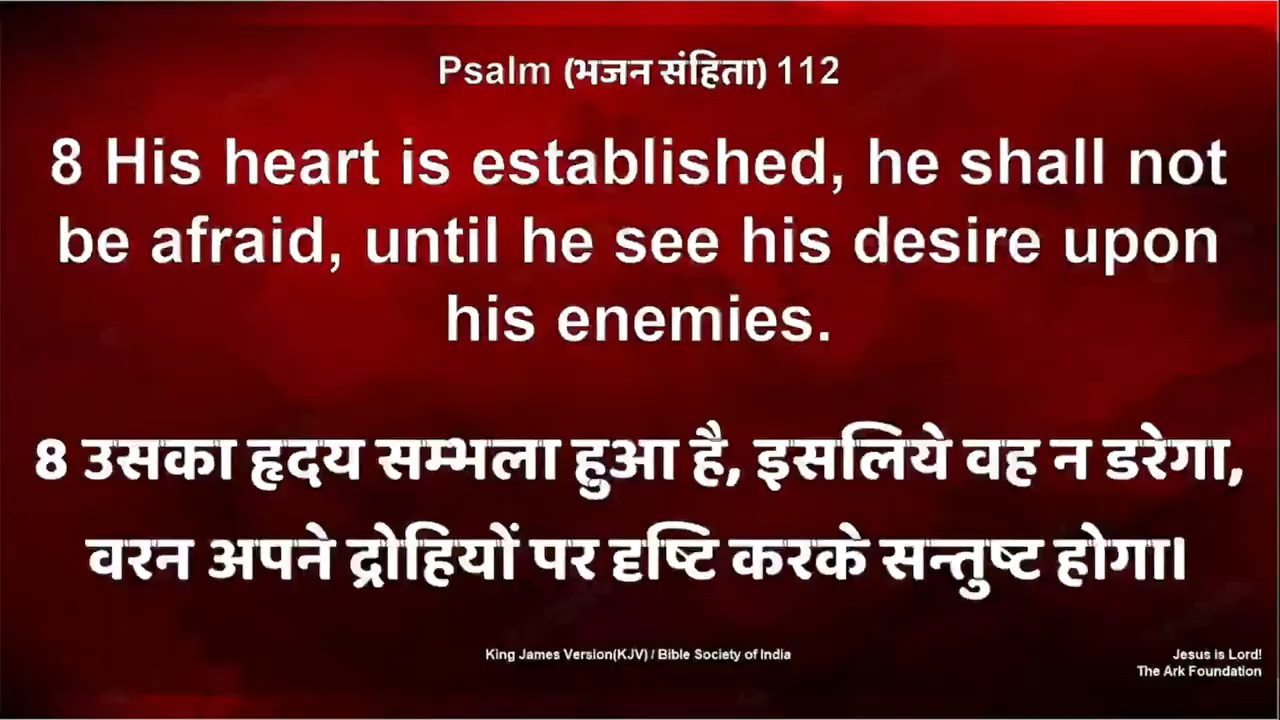 Psalm (भजन संहिता) 112
8 His heart is established, he shall not
be afraid, until he see his desire upon
his enemies.
8 उसका हृदय सम्भला हुआ है, इसलिये वह न डरेगा,
वरन अपने द्रोहियों पर दृष्टि करके सन्तुष्ट होगा।
King James Version(KJV) / Bible Society of India
Jesus is Lord!
The Ark Foundation